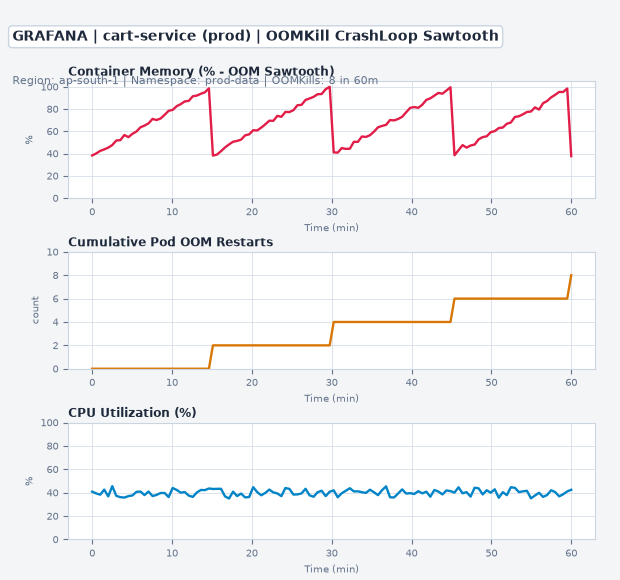 GRAFANA | cart-service (prod) | OOMKill CrashLoop Sawtooth
Container Memory (% - OOM Sawtooth)
Region: ap-south-1 | Namespace: prod-data | OOMKills: 8 in 60m
100
80
60
40
20
0
%
0 10 20 30 40 50 60
Time (min)
Cumulative Pod OOM Restarts
10
8
6
4
2
0
count
0 10 20 30 40 50 60
Time (min)
CPU Utilization (%)
100
80
60
40
20
0
%
0 10 20 30 40 50 60
Time (min)